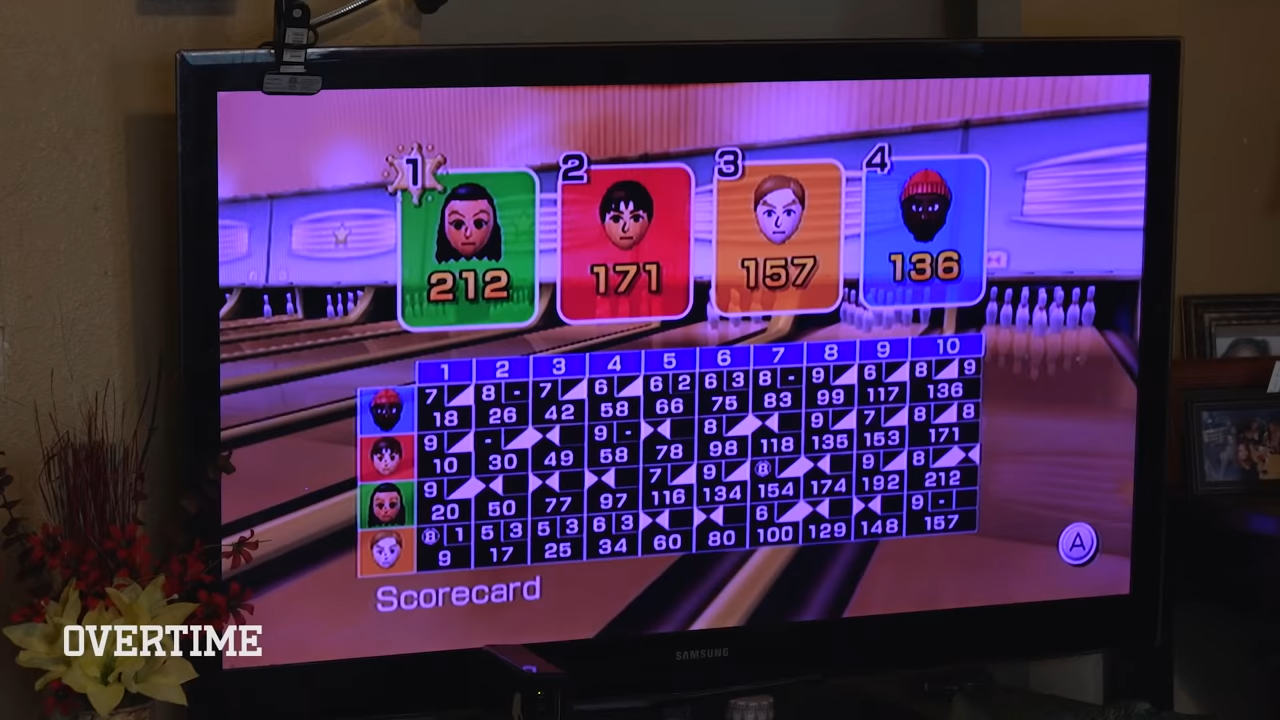 1 2 3 4
212 171 157 136
1 2 3 4 5 6 7 8 9 10
7 8 - 7 6 6 2 6 3 8 - 9 6 8 9
18 26 42 58 66 75 83 99 117 136
9 - 9 - 8 9 7 8 8
10 30 49 58 78 98 118 135 153 171
9 7 9 8 9 8
20 50 77 97 116 134 154 174 192 212
8 1 5 3 5 3 6 3 6 9 -
9 17 25 34 60 80 100 129 148 157
A
Scorecard
OVERTIME
SAMSUNG